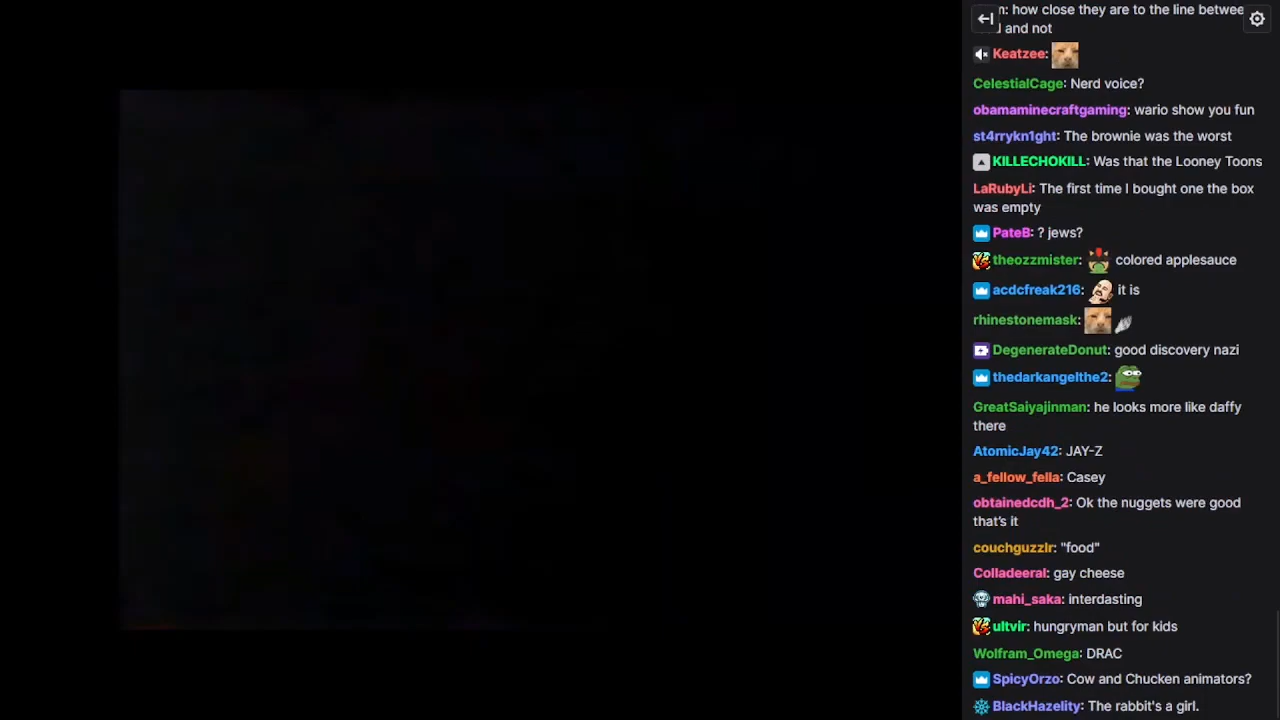 n: how close they are to the line betwee
and not
Keatzee:
CelestialCage: Nerd voice?
obamaminecraftgaming: wario show you fun
st4rrykn1ght: The brownie was the worst
KILLECHOKILL: Was that the Looney Toons
LaRubyLi: The first time I bought one the box
was empty
PateB: ? jews?
theozzmister: colored applesauce
acdcfreak216: it is
rhinestonemask:
DegenerateDonut: good discovery nazi
thedarkangelthe2:
GreatSaiyajinman: he looks more like daffy
there
AtomicJay42: JAY-Z
a_fellow_fella: Casey
obtainedcdh_2: Ok the nuggets were good
that's it
couchguzzlr: "food"
Colladeeral: gay cheese
mahi_saka: interdasting
ultvir: hungryman but for kids
Wolfram_Omega: DRAC
SpicyOrzo: Cow and Chucken animators?
BlackHazelity: The rabbit's a girl.